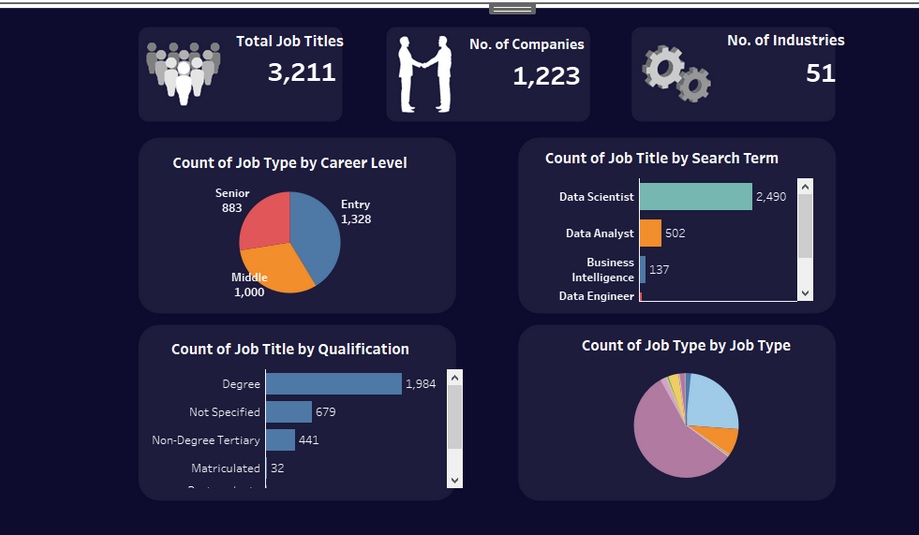 Total Job Titles
3,211
No. of Companies
1,223
No. of Industries
51
Count of Job Type by Career Level
Senior
883
Entry
1,328
Middle
1,000
Count of Job Title by Search Term
Data Scientist
2,490
Data Analyst
502
Business
Intelligence
137
Data Engineer
Count of Job Title by Qualification
Degree
1,984
Not Specified
679
Non-Degree Tertiary
441
Matriculated
32
Count of Job Type by Job Type